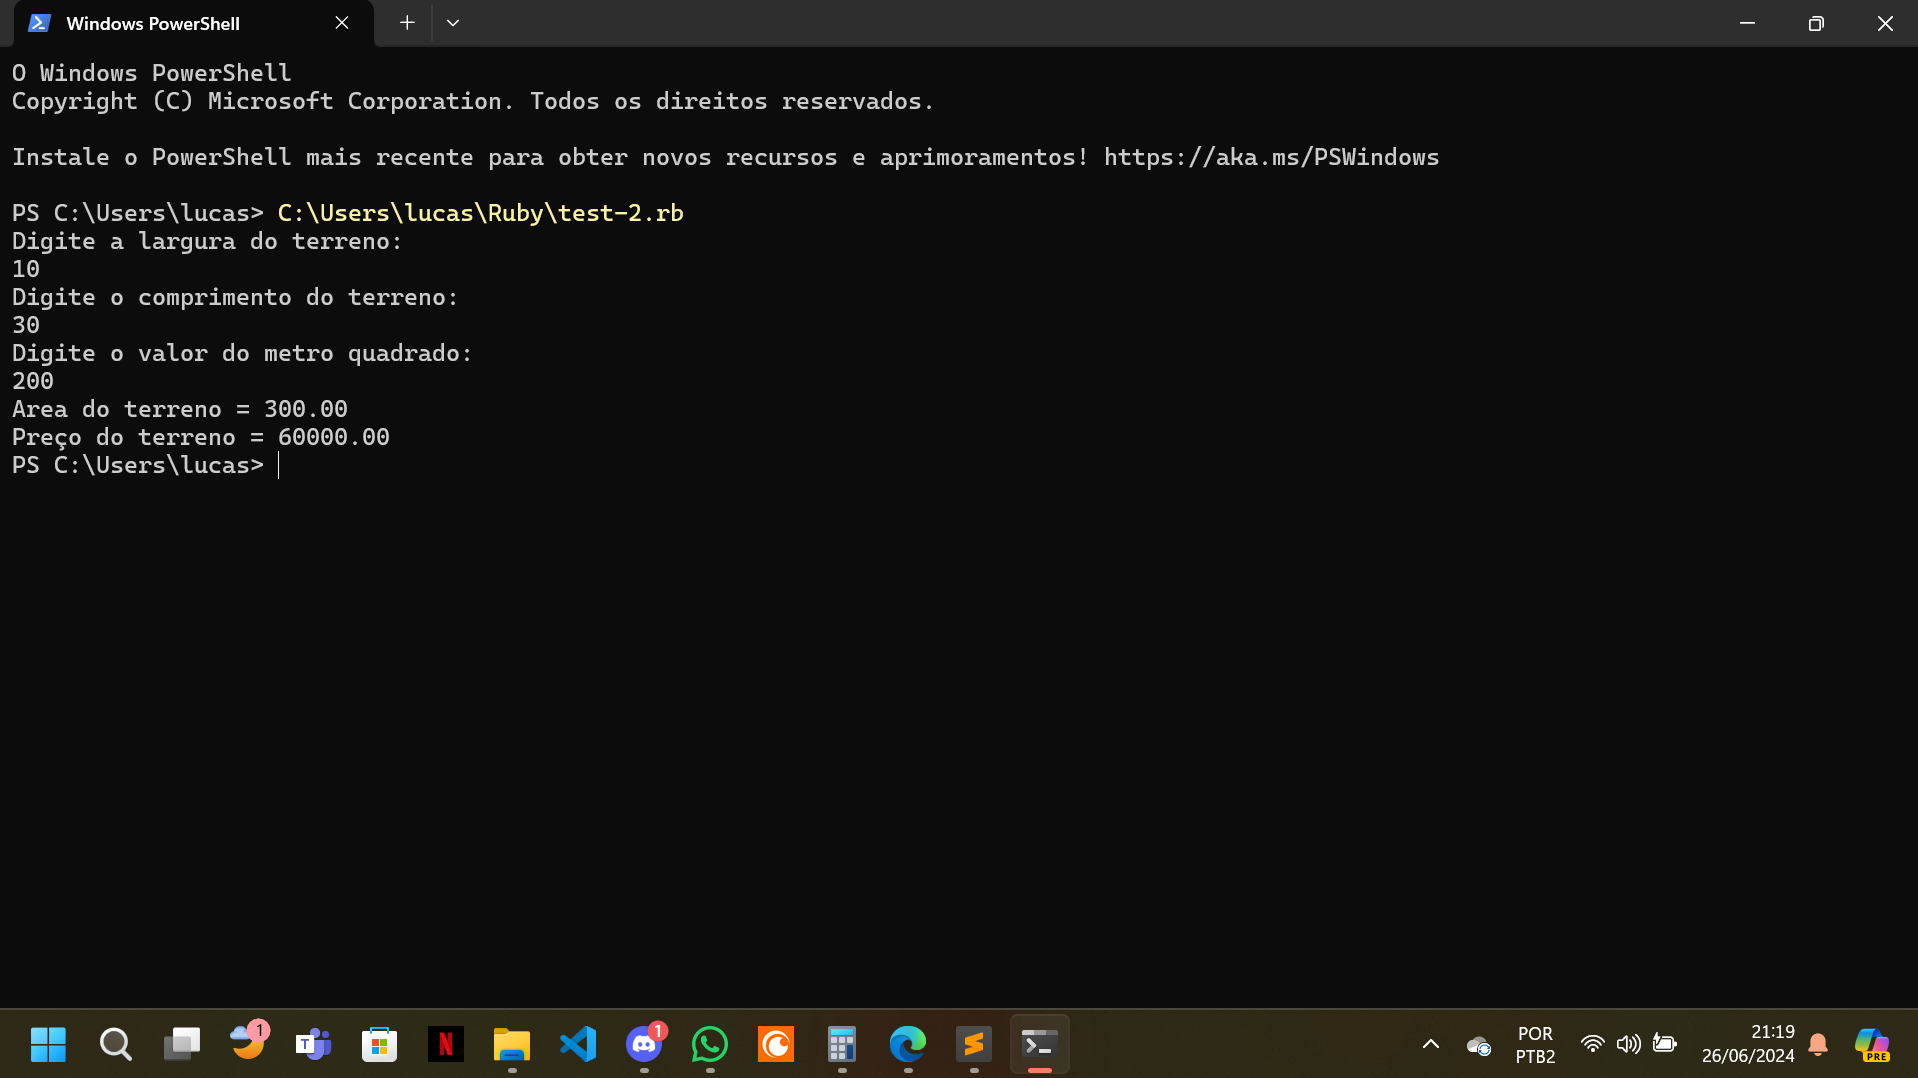 Windows PowerShell
O Windows PowerShell
Copyright (C) Microsoft Corporation. Todos os direitos reservados.
Instale o PowerShell mais recente para obter novos recursos e aprimoramentos! https://aka.ms/PSWindows
PS C:\Users\lucas> C:\Users\lucas\Ruby\test-2.rb
Digite a largura do terreno:
10
Digite o comprimento do terreno:
30
Digite o valor do metro quadrado:
200
Area do terreno = 300.00
Preço do terreno = 60000.00
PS C:\Users\lucas>
1
T
N
1
POR
PTB2
21:19
26/06/2024
PRE